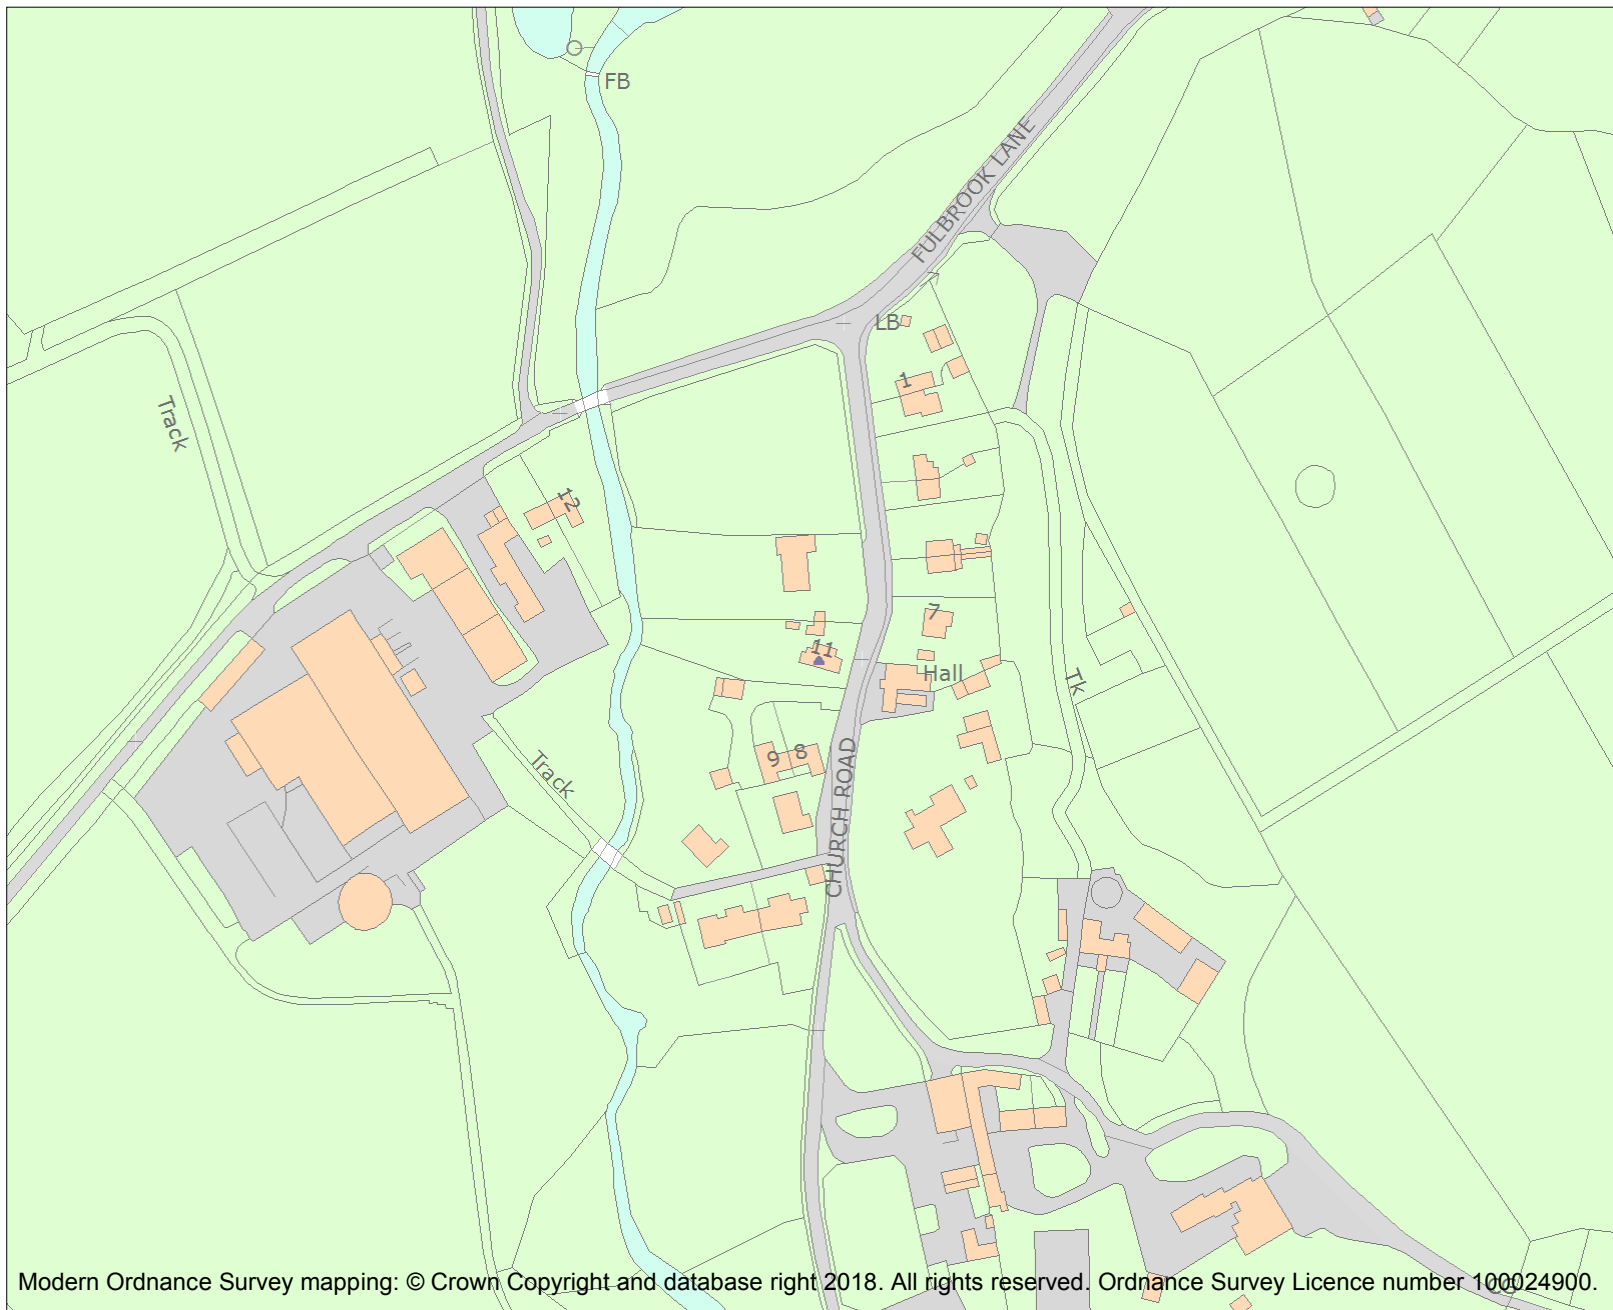 FB
FULBROOK LANE
LB
1
Track
12
7
11
Hall
Tk
9
8
Track
CHURCH ROAD
Modern Ordnance Survey mapping: © Crown Copyright and database right 2018. All rights reserved. Ordnance Survey Licence number 100024900.